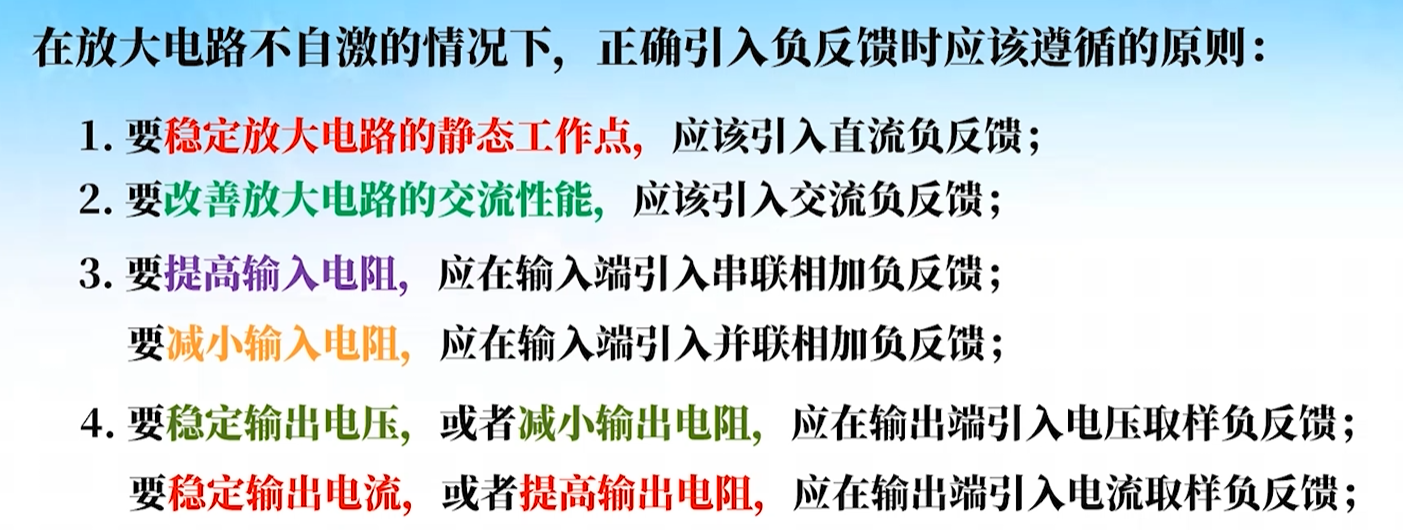 在放大电路不自激的情况下，正确引入负反馈时应该遵循的原则：
1. 要稳定放大电路的静态工作点，应该引入直流负反馈；
2. 要改善放大电路的交流性能，应该引入交流负反馈；
3. 要提高输入电阻，应在输入端引入串联相加负反馈；
要减小输入电阻，应在输入端引入并联相加负反馈；
4. 要稳定输出电压，或者减小输出电阻，应在输出端引入电压取样负反馈；
要稳定输出电流，或者提高输出电阻，应在输出端引入电流取样负反馈；